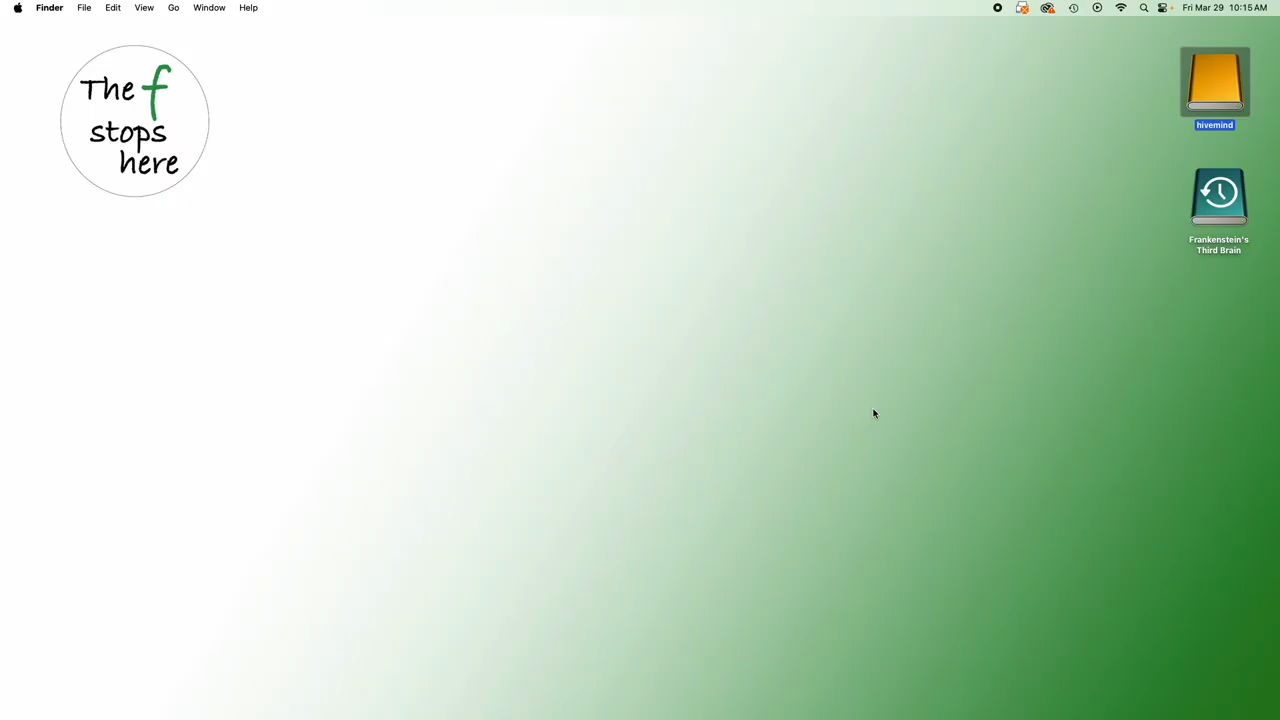 Finder File Edit View Go Window Help
Fri Mar 29 10:15 AM
The f
stops
here
hivemind
Frankenstein's
Third Brain